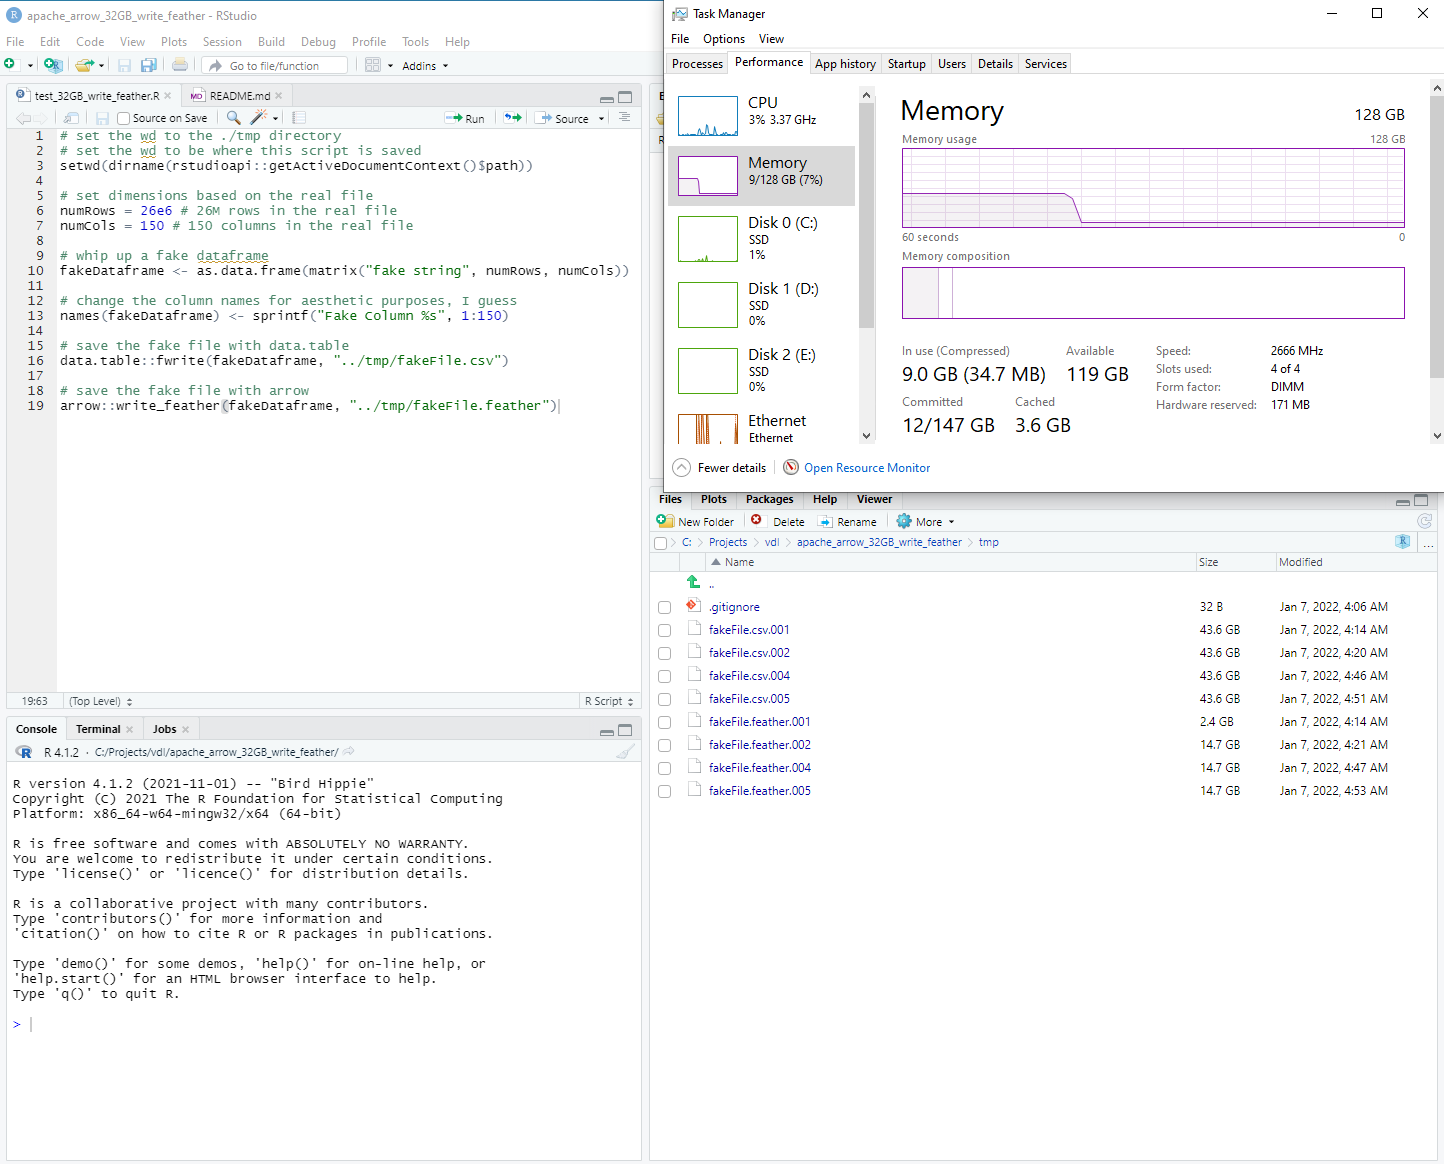 apache_arrow_32GB_write_feather - RStudio
File Edit Code View Plots Session Build Debug Profile Tools Help
Go to file/function Addins
test_32GB_write_feather.R README.md
Source on Save Run Source
1 # set the wd to the ./tmp directory
2 # set the wd to be where this script is saved
3 setwd(dirname(rstudioapi::getActiveDocumentContext()$path))
4
5 # set dimensions based on the real file
6 numRows = 26e6 # 26M rows in the real file
7 numCols = 150 # 150 columns in the real file
8
9 # whip up a fake dataframe
10 fakeDataframe <- as.data.frame(matrix("fake string", numRows, numCols))
11
12 # change the column names for aesthetic purposes, I guess
13 names(fakeDataframe) <- sprintf("Fake Column %s", 1:150)
14
15 # save the fake file with data.table
16 data.table::fwrite(fakeDataframe, "../tmp/fakeFile.csv")
17
18 # save the fake file with arrow
19 arrow::write_feather(fakeDataframe, "../tmp/fakeFile.feather")
19:63 (Top Level) R Script
Console Terminal Jobs
R 4.1.2 · C:/Projects/vdl/apache_arrow_32GB_write_feather/
R version 4.1.2 (2021-11-01) -- "Bird Hippie"
Copyright (C) 2021 The R Foundation for Statistical Computing
Platform: x86_64-w64-mingw32/x64 (64-bit)
R is free software and comes with ABSOLUTELY NO WARRANTY.
You are welcome to redistribute it under certain conditions.
Type 'license()' or 'licence()' for distribution details.
R is a collaborative project with many contributors.
Type 'contributors()' for more information and
'citation()' on how to cite R or R packages in publications.
Type 'demo()' for some demos, 'help()' for on-line help, or
'help.start()' for an HTML browser interface to help.
Type 'q()' to quit R.
>
Task Manager
File Options View
Processes Performance App history Startup Users Details Services
CPU
3% 3.37 GHz
Memory
9/128 GB (7%)
Disk 0 (C:)
SSD
1%
Disk 1 (D:)
SSD
0%
Disk 2 (E:)
SSD
0%
Ethernet
Ethernet
Memory 128 GB
Memory usage 128 GB
60 seconds 0
Memory composition
In use (Compressed) Available
9.0 GB (34.7 MB) 119 GB
Committed Cached
12/147 GB 3.6 GB
Speed: 2666 MHz
Slots used: 4 of 4
Form factor: DIMM
Hardware reserved: 171 MB
Fewer details Open Resource Monitor
Files Plots Packages Help Viewer
New Folder Delete Rename More
C: Projects vdl apache_arrow_32GB_write_feather tmp ...
Name Size Modified
..
.gitignore 32 B Jan 7, 2022, 4:06 AM
fakeFile.csv.001 43.6 GB Jan 7, 2022, 4:14 AM
fakeFile.csv.002 43.6 GB Jan 7, 2022, 4:20 AM
fakeFile.csv.004 43.6 GB Jan 7, 2022, 4:46 AM
fakeFile.csv.005 43.6 GB Jan 7, 2022, 4:51 AM
fakeFile.feather.001 2.4 GB Jan 7, 2022, 4:14 AM
fakeFile.feather.002 14.7 GB Jan 7, 2022, 4:21 AM
fakeFile.feather.004 14.7 GB Jan 7, 2022, 4:47 AM
fakeFile.feather.005 14.7 GB Jan 7, 2022, 4:53 AM